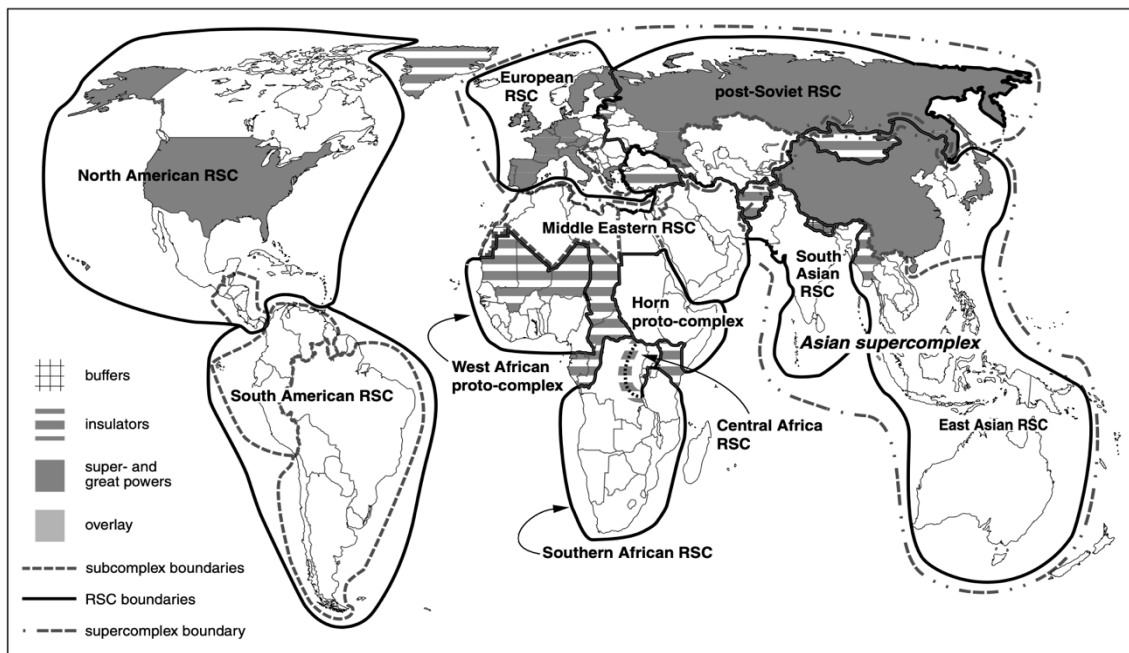 European
RSC
post-Soviet RSC
North American RSC
Middle Eastern RSC
South
Asian
RSC
Horn
proto-complex
Asian supercomplex
West African
proto-complex
South American RSC
Central Africa
RSC
East Asian RSC
Southern African RSC
buffers
insulators
super- and
great powers
overlay
subcomplex boundaries
RSC boundaries
supercomplex boundary